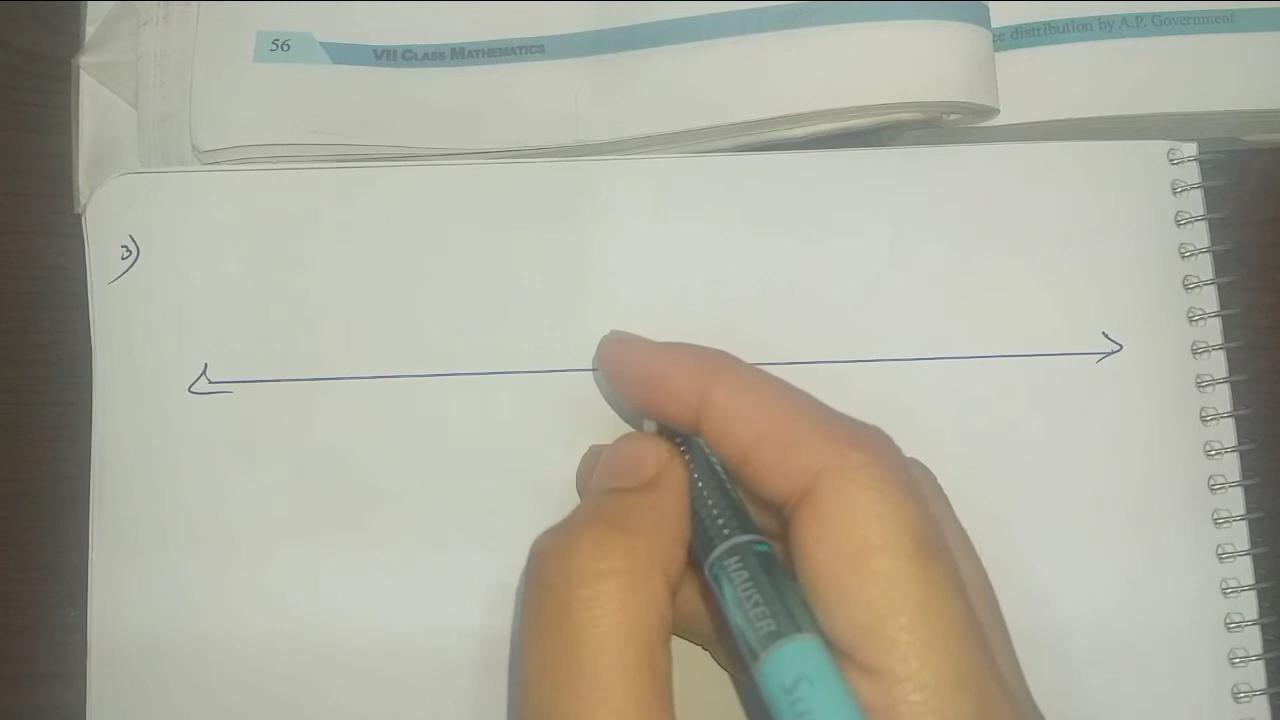 56
VII CLASS MATHEMATICS
distribution by A.P. Government
3)
HAUSER